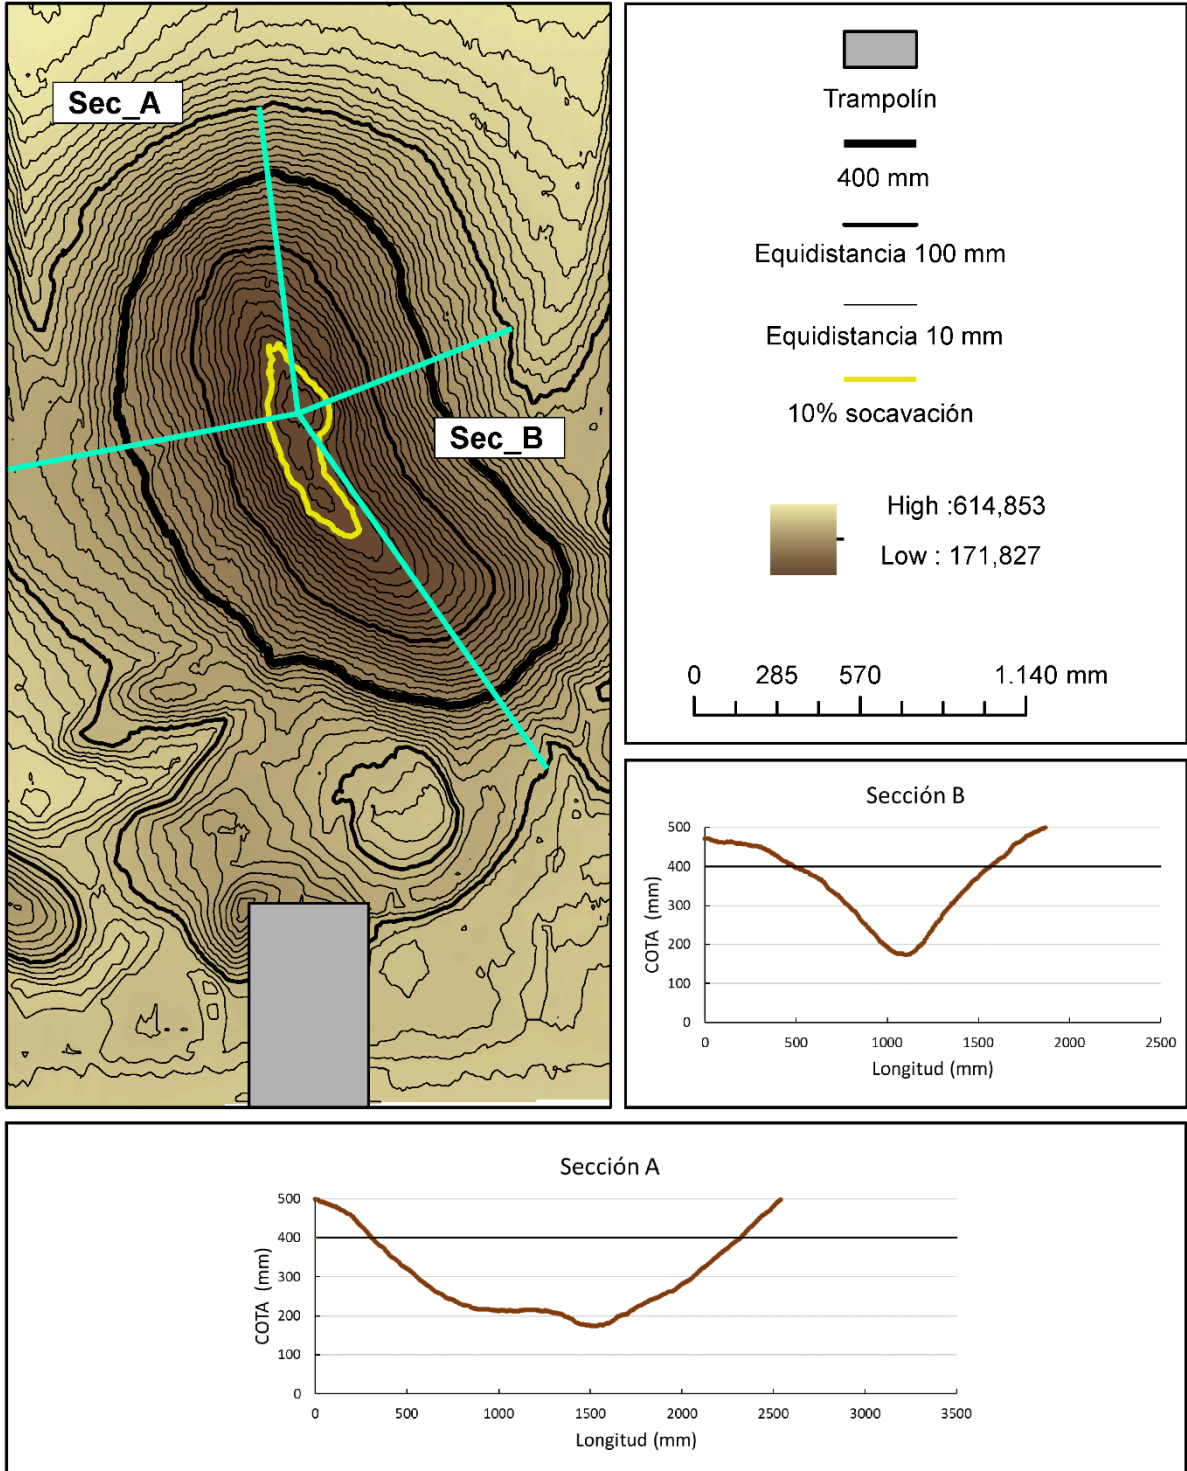 Sec_A
Sec_B
Trampolín
400 mm
Equidistancia 100 mm
Equidistancia 10 mm
10% socavación
High :614,853
Low : 171,827
0 285 570 1.140 mm
Sección B
COTA (mm)
500
400
300
200
100
0
0 500 1000 1500 2000 2500
Longitud (mm)
Sección A
COTA (mm)
500
400
300
200
100
0
0 500 1000 1500 2000 2500 3000 3500
Longitud (mm)